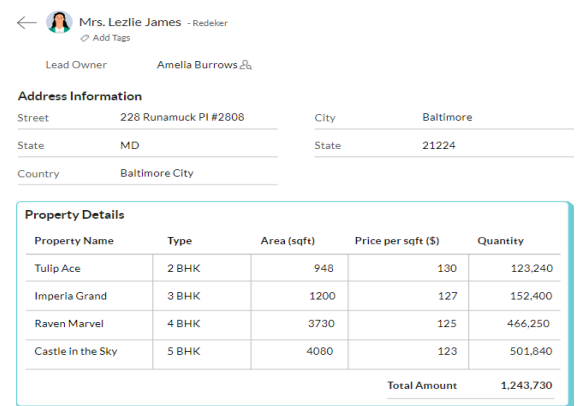 Mrs. Lezlie James - Redeker
Add Tags
Lead Owner Amelia Burrows
Address Information
Street 228 Runamuck Pl #2808 City Baltimore
State MD State 21224
Country Baltimore City
Property Details
Property Name Type Area (sqft) Price per sqft ($) Quantity
Tulip Ace 2 BHK 948 130 123,240
Imperia Grand 3 BHK 1200 127 152,400
Raven Marvel 4 BHK 3730 125 466,250
Castle in the Sky 5 BHK 4080 123 501,840
Total Amount 1,243,730